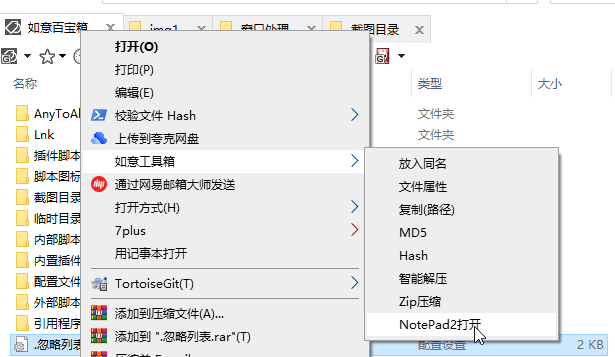 如意百宝箱 img1 窗口处理 截图目录
名称 类型 大小
AnyToAh
Lnk
插件脚本
脚本图标
截图目录
临时目录
内部脚本
内置插件
配置文件
外部脚本
引用程序
.忽略列表
文件夹
文件夹
配置设置 2 KB
打开(O)
打印(P)
编辑(E)
校验文件 Hash
上传到夸克网盘
如意工具箱
通过网易邮箱大师发送
打开方式(H)
7plus
用记事本打开
TortoiseGit(T)
添加到压缩文件(A)...
添加到 ".忽略列表.rar"(T)
放入同名
文件属性
复制(路径)
MD5
Hash
智能解压
Zip压缩
NotePad2打开